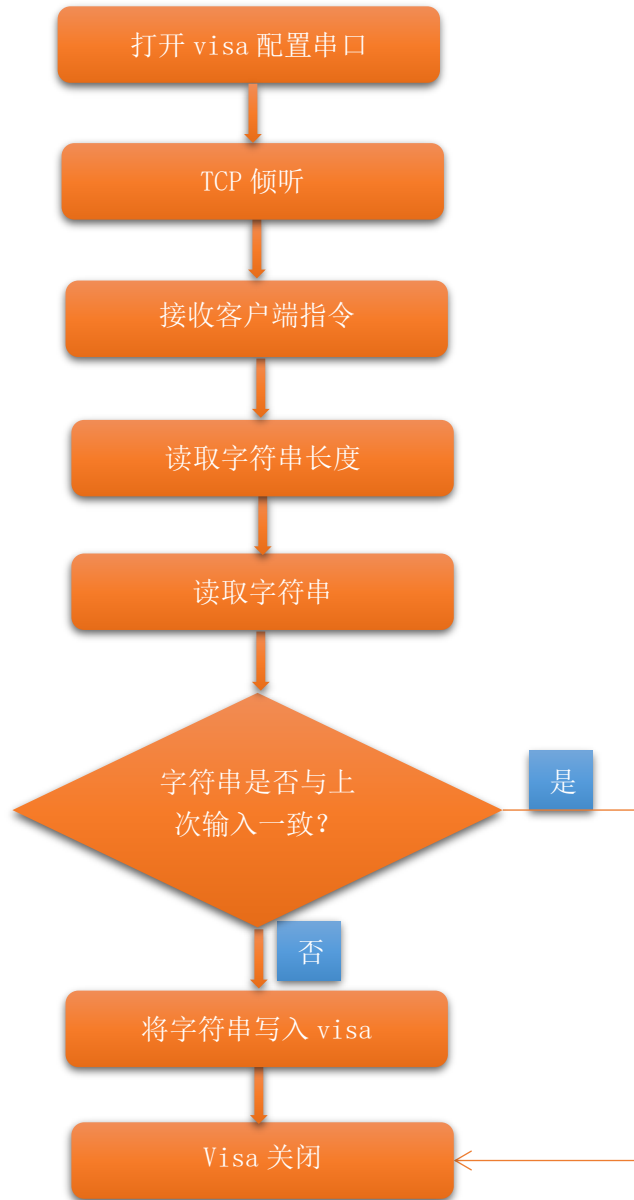 打开 visa 配置串口
TCP 倾听
接收客户端指令
读取字符串长度
读取字符串
字符串是否与上
次输入一致？
是
否
将字符串写入 visa
Visa 关闭